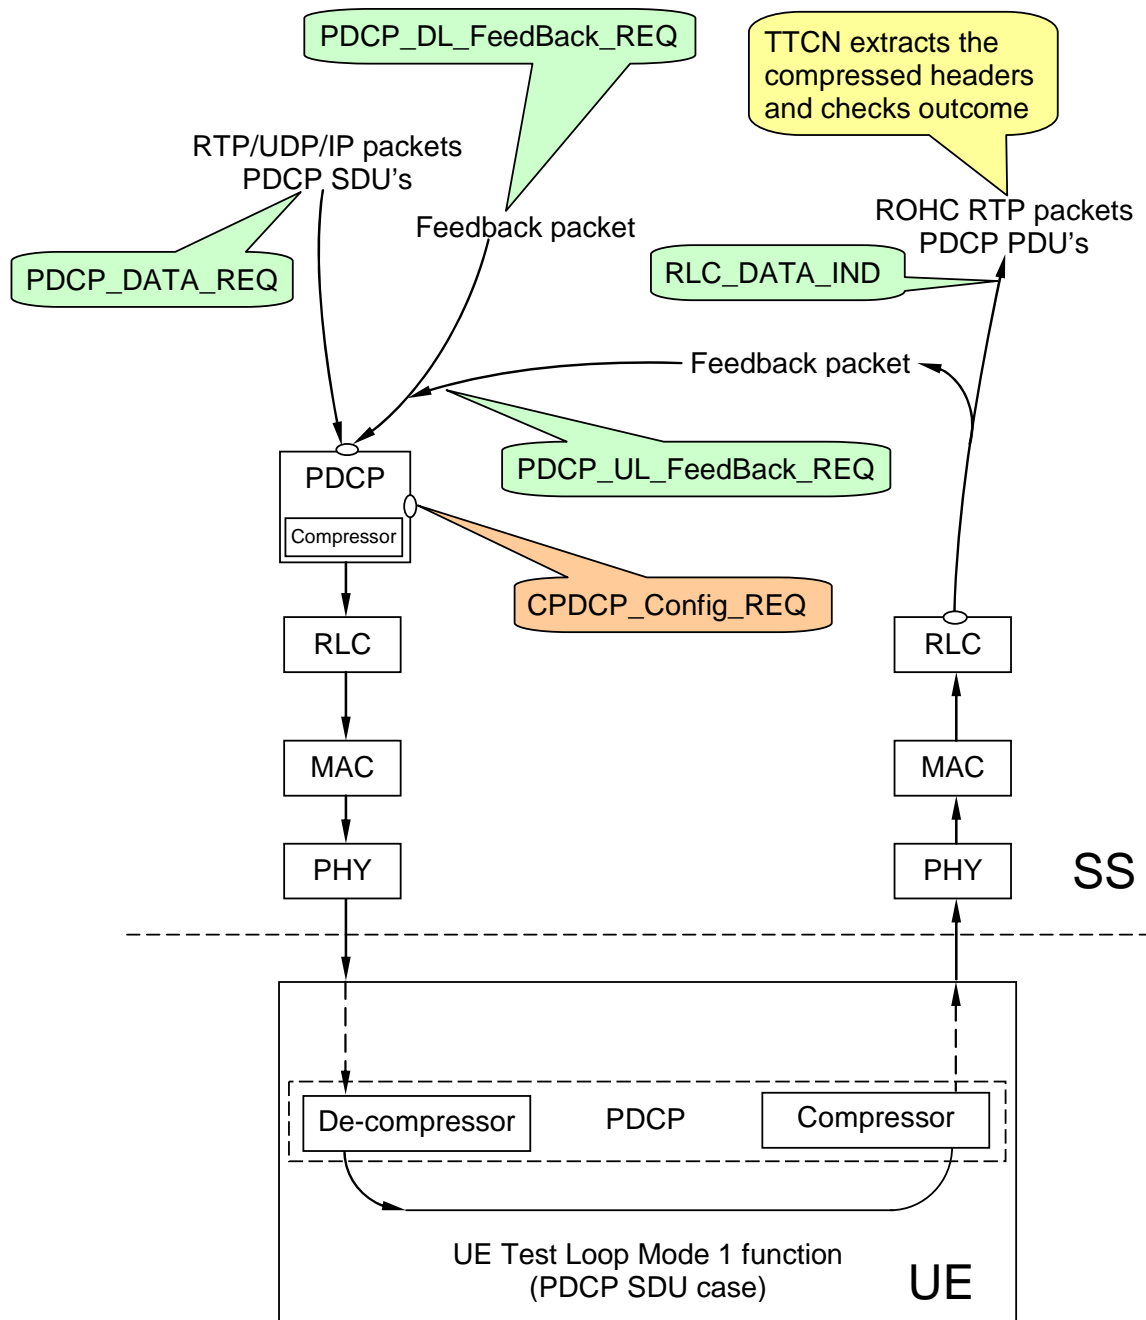 PDCP_DL_FeedBack_REQ
TTCN extracts the
compressed headers
and checks outcome
RTP/UDP/IP packets
PDCP SDU's
Feedback packet
ROHC RTP packets
PDCP PDU's
PDCP_DATA_REQ
RLC_DATA_IND
Feedback packet
PDCP
PDCP_UL_FeedBack_REQ
Compressor
CPDCP_Config_REQ
RLC
RLC
MAC
MAC
PHY
PHY
SS
De-compressor
PDCP
Compressor
UE Test Loop Mode 1 function
(PDCP SDU case)
UE